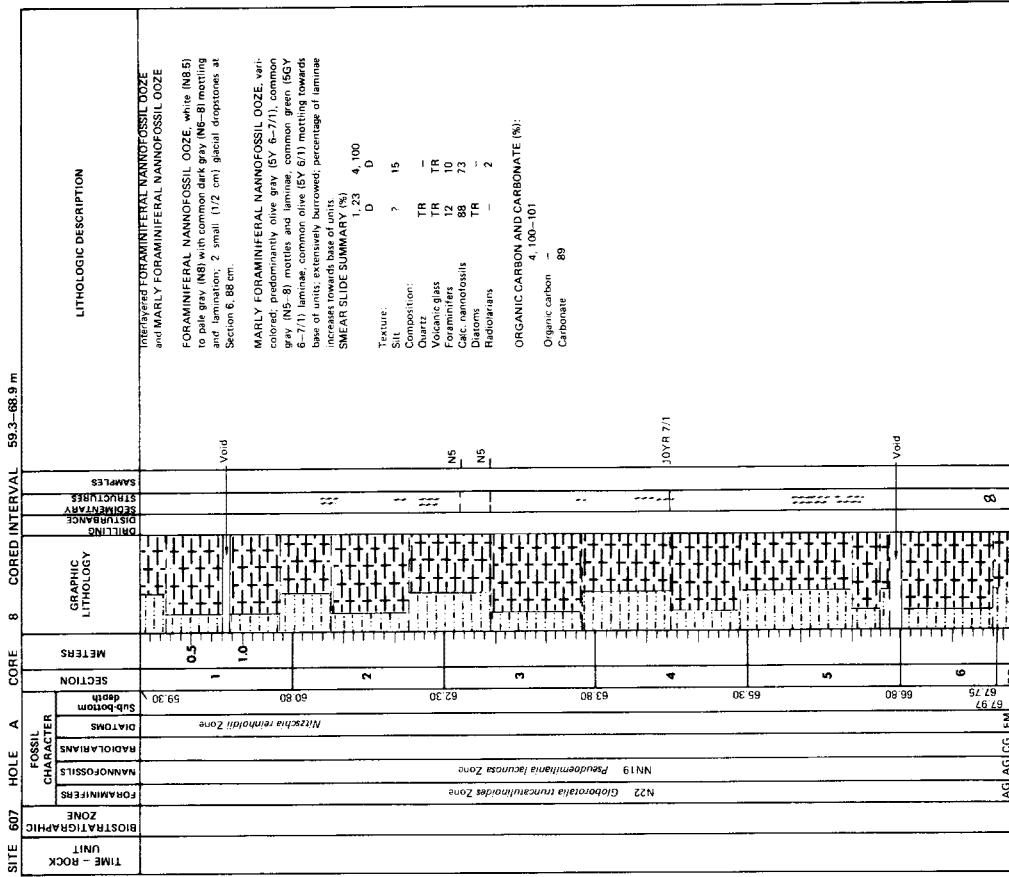 SITE 607 HOLE A CORE 8 CORED INTERVAL 59.3–68.9 m
TIME – ROCK UNIT
BIOSTRATIGRAPHIC ZONE
FOSSIL CHARACTER
FORAMINIFERS
NANNOFOSSILS
RADIOLARIANS
DIATOMS
Sub-bottom depth
SECTION
METERS
GRAPHIC LITHOLOGY
DRILLING DISTURBANCE
SEDIMENTARY STRUCTURES
SAMPLES
LITHOLOGIC DESCRIPTION
N22 Globorotalia truncatulinoides Zone
NN19 Pseudoemiliania lacunosa Zone
Nitzschia reinholdii Zone
AG
AG
CG
FM
59.30
60.80
62.30
63.80
65.30
66.80
67.75
67.97
1
2
3
4
5
6
0.5
1.0
Void
N5
N5
10YR 7/1
Void
Interlayered FORAMINIFERAL NANNOFOSSIL OOZE
and MARLY FORAMINIFERAL NANNOFOSSIL OOZE
FORAMINIFERAL NANNOFOSSIL OOZE, white (N8.5)
to pale gray (N8) with common dark gray (N6–8) mottling
and lamination; 2 small (1/2 cm) glacial dropstones at
Section 6, 88 cm.
MARLY FORAMINIFERAL NANNOFOSSIL OOZE, vari-
colored; predominantly olive gray (5Y 6–7/1), common
gray (N5–8) mottles and laminae, common green (5GY
6–7/1) laminae, common olive (5Y 6/1) mottling towards
base of units; extensively burrowed; percentage of laminae
increases towards base of units.
SMEAR SLIDE SUMMARY (%)
1, 23 4, 100
D D
Texture:
Silt ? 15
Composition:
Quartz TR –
Volcanic glass TR TR
Foraminifers 12 10
Calc. nannofossils 88 73
Diatoms TR –
Radiolarians – 2
ORGANIC CARBON AND CARBONATE (%):
4, 100–101
Organic carbon –
Carbonate 89